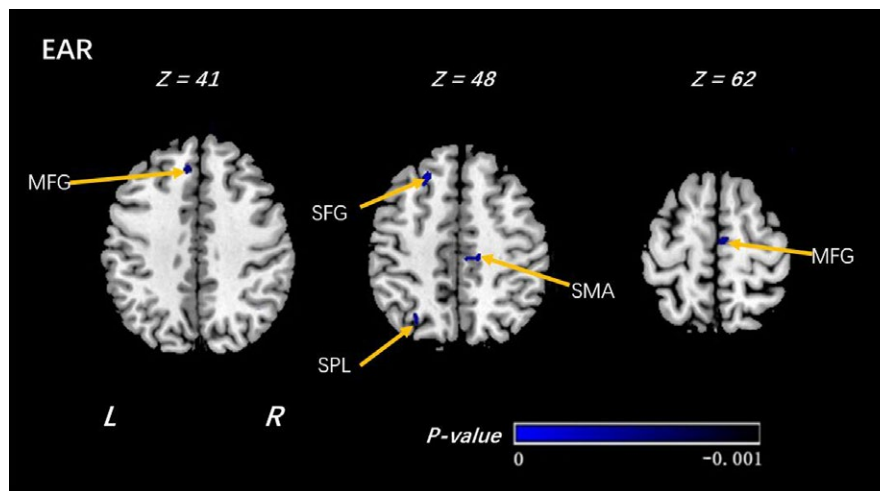 EAR
Z = 41
Z = 48
Z = 62
MFG
SFG
SMA
MFG
SPL
L
R
P-value
0
-0.001